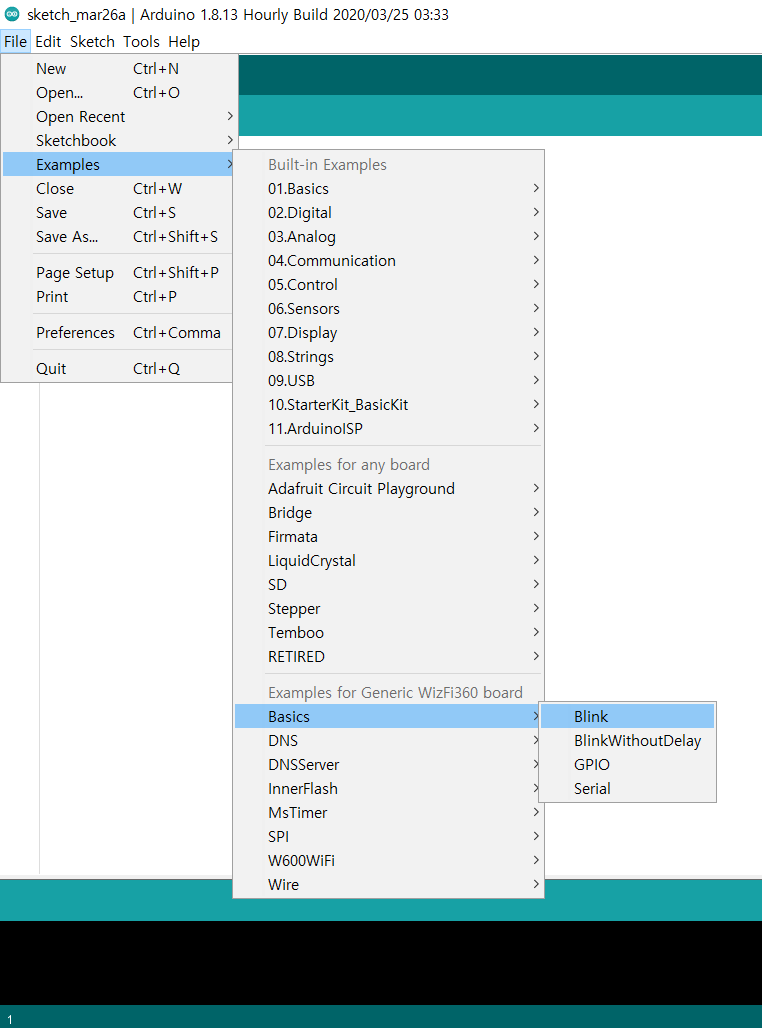 sketch_mar26a | Arduino 1.8.13 Hourly Build 2020/03/25 03:33
File Edit Sketch Tools Help
New Ctrl+N
Open... Ctrl+O
Open Recent
Sketchbook
Examples
Close Ctrl+W
Save Ctrl+S
Save As... Ctrl+Shift+S
Page Setup Ctrl+Shift+P
Print Ctrl+P
Preferences Ctrl+Comma
Quit Ctrl+Q
Built-in Examples
01.Basics
02.Digital
03.Analog
04.Communication
05.Control
06.Sensors
07.Display
08.Strings
09.USB
10.StarterKit_BasicKit
11.ArduinoISP
Examples for any board
Adafruit Circuit Playground
Bridge
Firmata
LiquidCrystal
SD
Stepper
Temboo
RETIRED
Examples for Generic WizFi360 board
Basics
DNS
DNSServer
InnerFlash
MsTimer
SPI
W600WiFi
Wire
Blink
BlinkWithoutDelay
GPIO
Serial
1